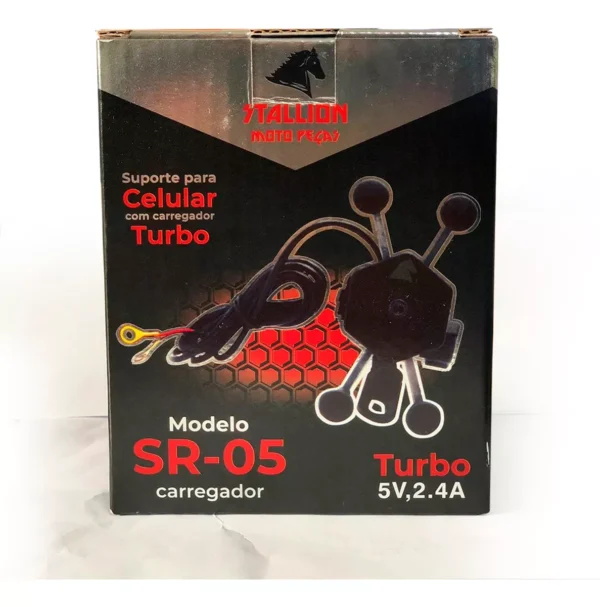 STALLION
MOTO PEÇAS
Suporte para
Celular
com carregador
Turbo
Modelo
SR-05
carregador
Turbo
5V,2.4A